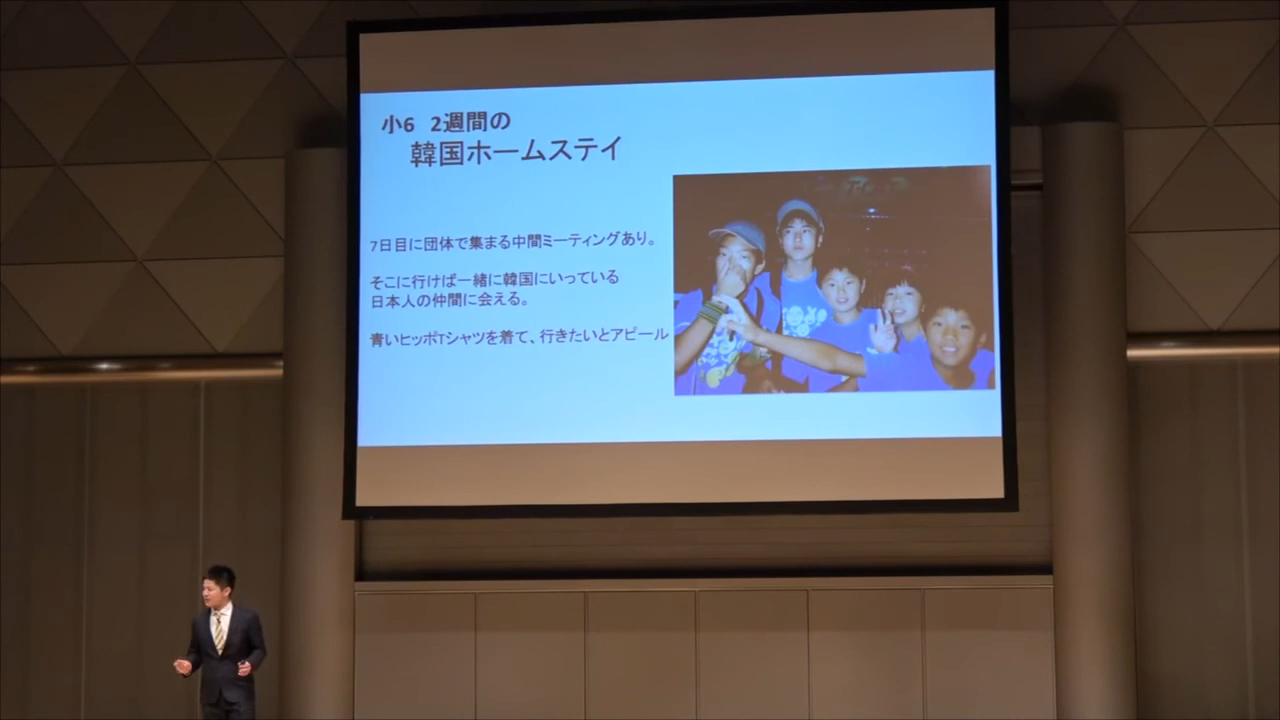 小6 2週間の
韓国ホームステイ
7日目に団体で集まる中間ミーティングあり。
そこに行けば一緒に韓国にいっている
日本人の仲間に会える。
青いヒッポTシャツを着て、行きたいとアピール